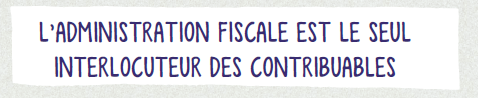 L'ADMINISTRATION FISCALE EST LE SEUL
INTERLOCUTEUR DES CONTRIBUABLES